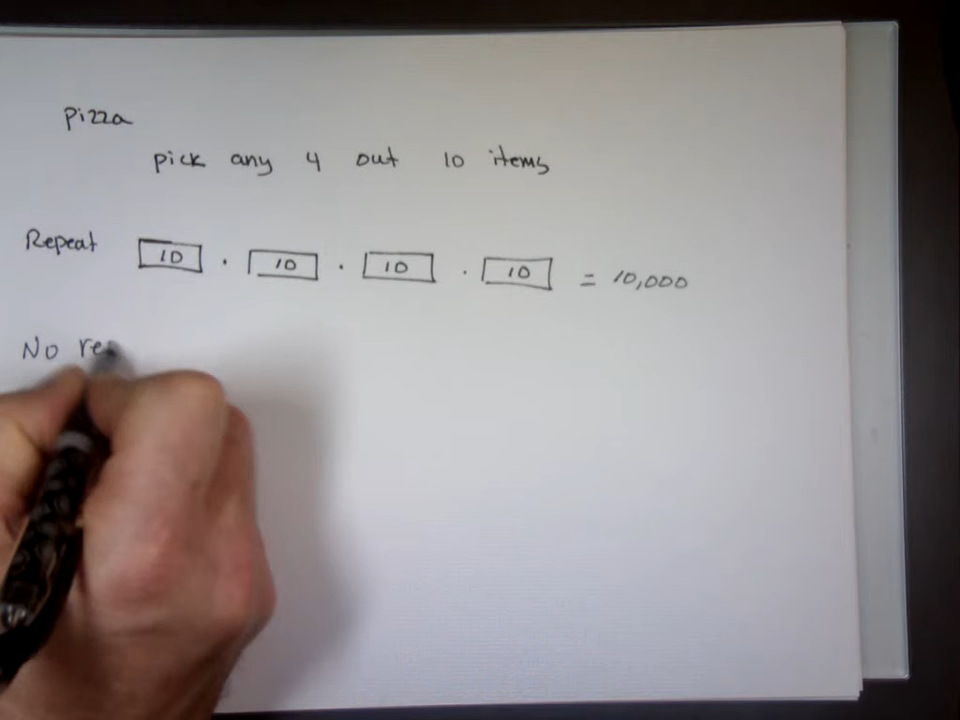 pizza
pick any 4 out 10 items
Repeat 10 · 10 · 10 · 10 = 10,000
No re